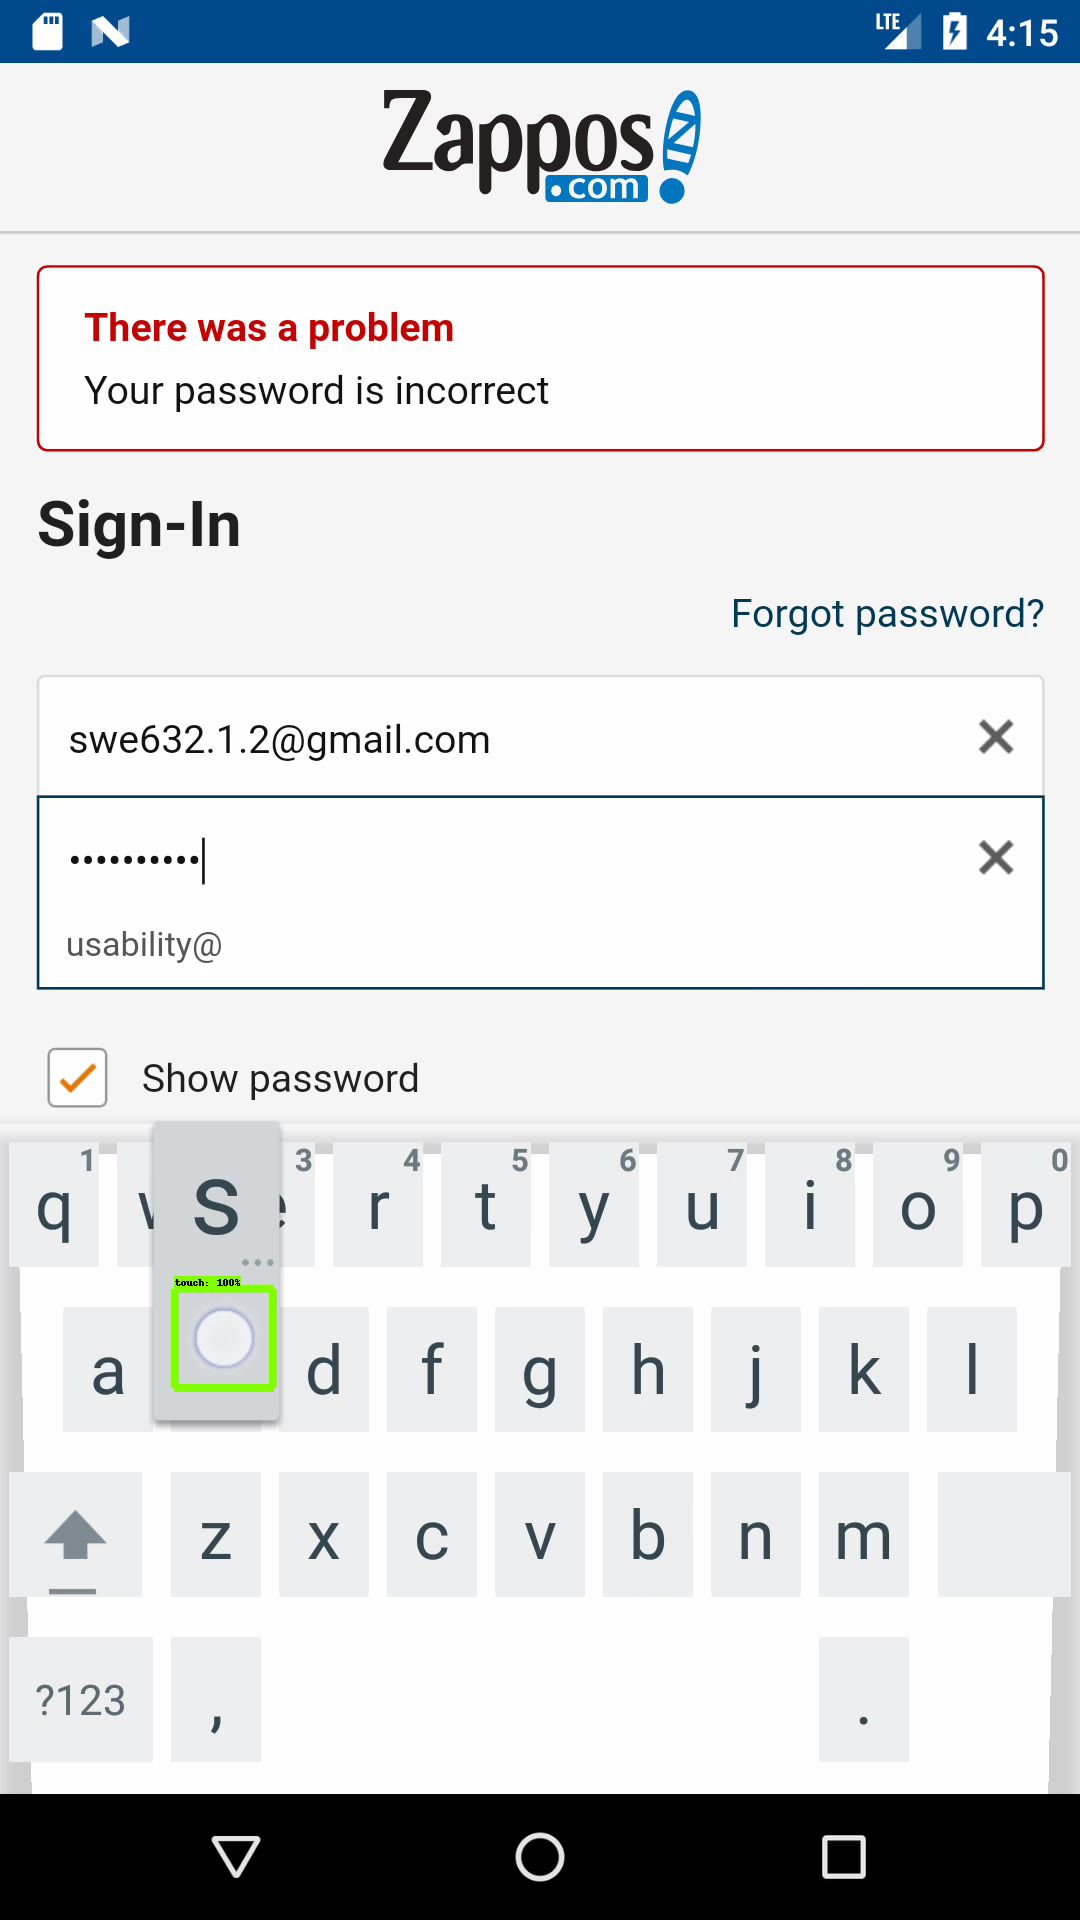 LTE 4:15
Zappos
.com
There was a problem
Your password is incorrect
Sign-In
Forgot password?
swe632.1.2@gmail.com
••••••••••
usability@
Show password
1 3 4 5 6 7 8 9 0
q w e r t y u i o p
s
touch: 100%
a d f g h j k l
z x c v b n m
?123 , .